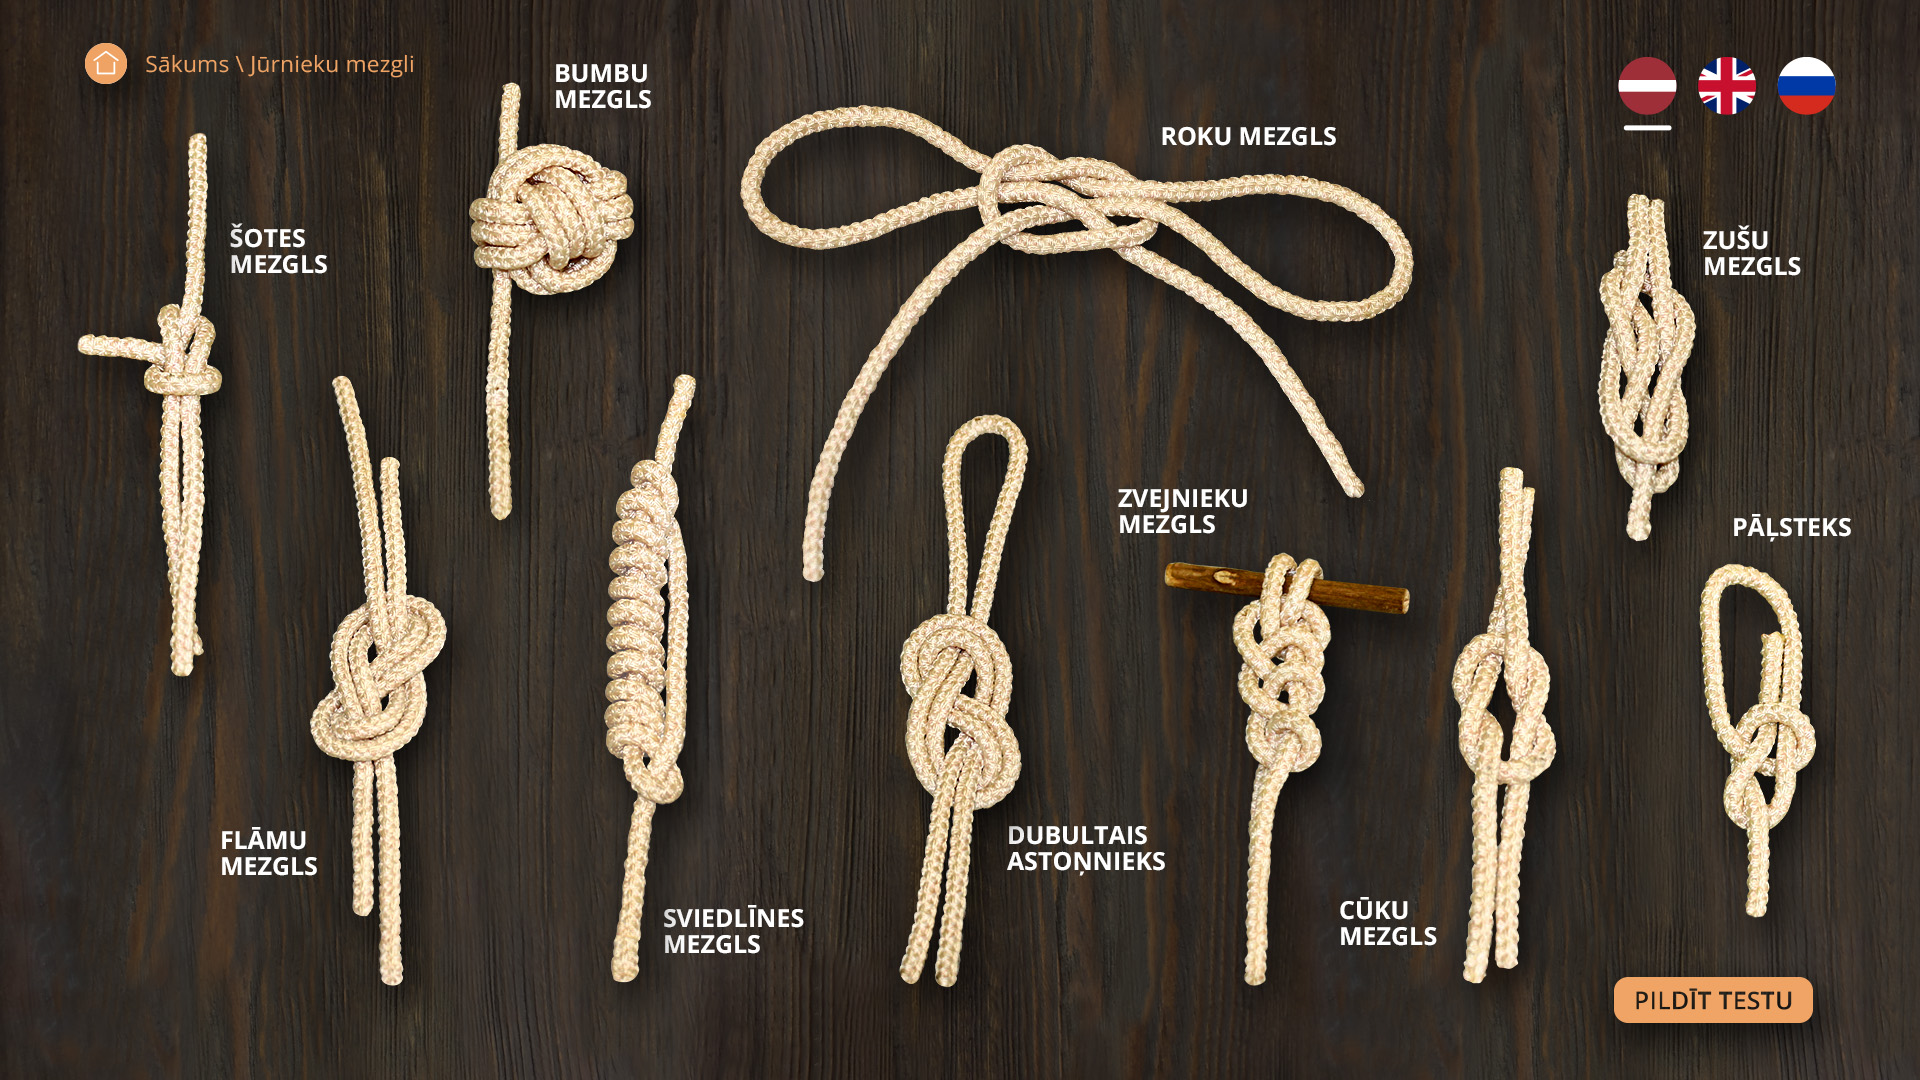 Sākums \ Jūrnieku mezgli
BUMBU
MEZGLS
ROKU MEZGLS
ŠOTES
MEZGLS
ZUŠU
MEZGLS
ZVEJNIEKU
MEZGLS
PĀĻSTEKS
FLĀMU
MEZGLS
DUBULTAIS
ASTOŅNIEKS
SVIEDLĪNES
MEZGLS
CŪKU
MEZGLS
PILDĪT TESTU